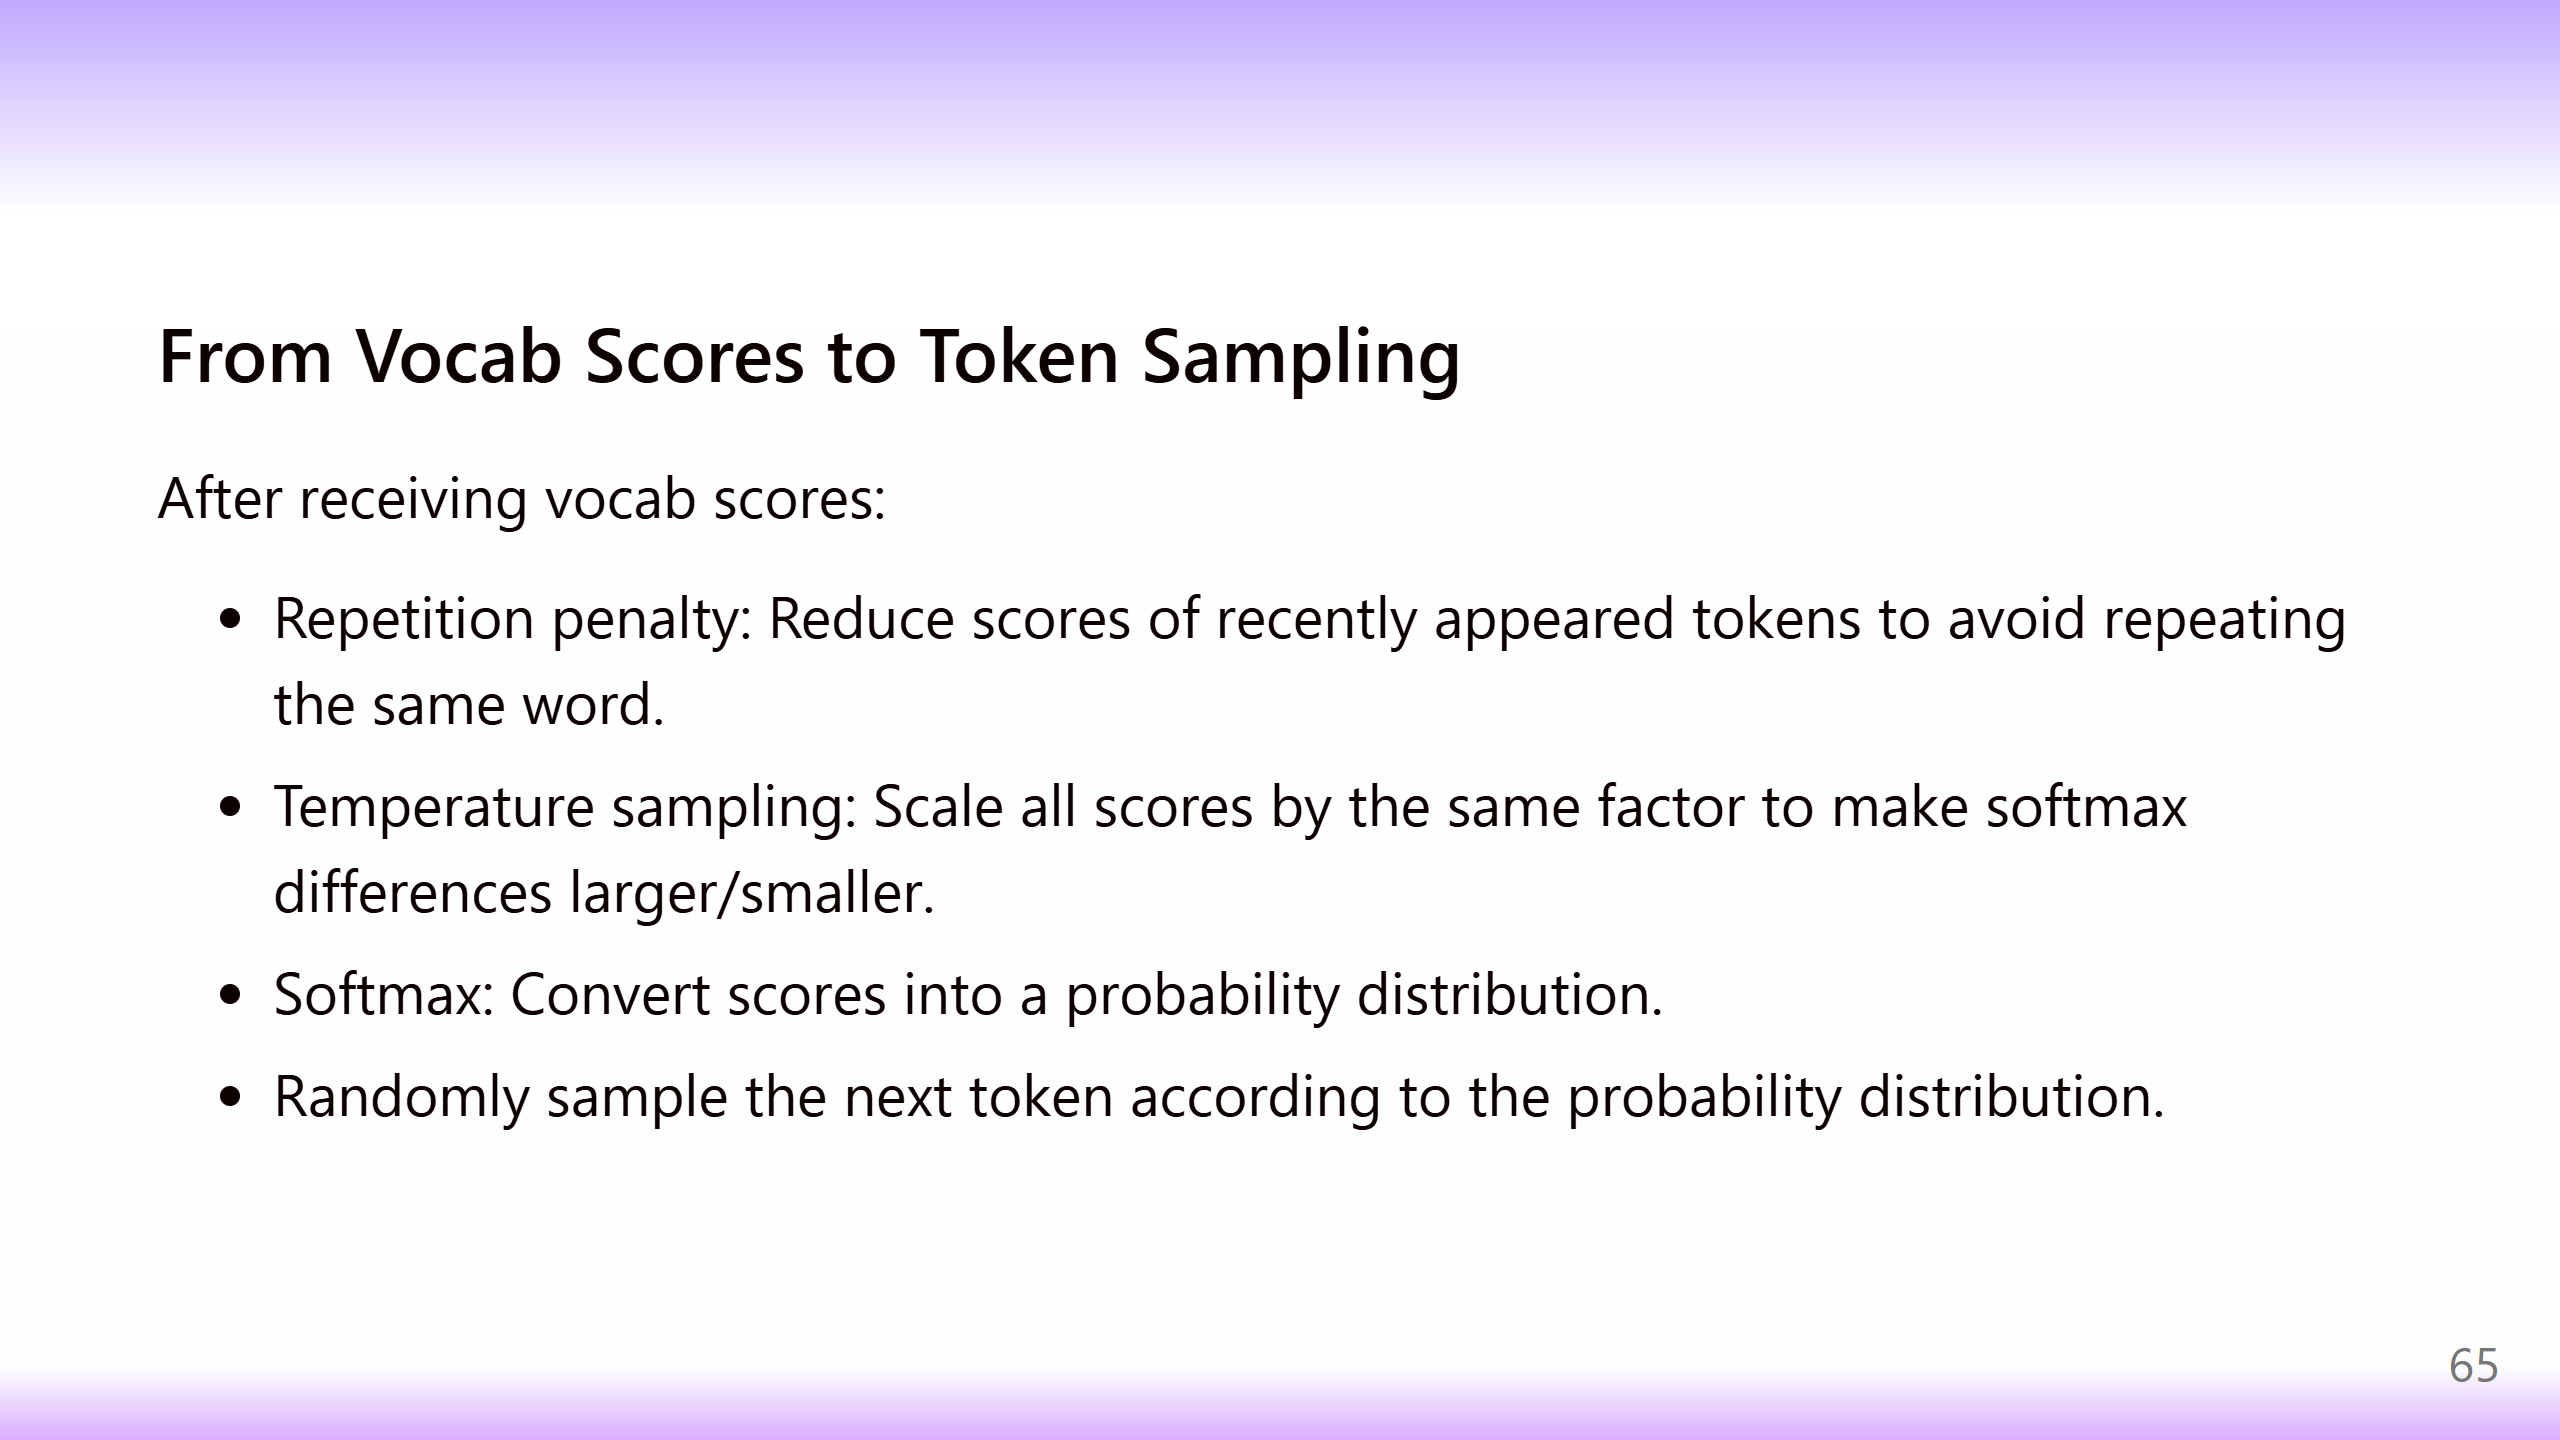 From Vocab Scores to Token Sampling
After receiving vocab scores:
• Repetition penalty: Reduce scores of recently appeared tokens to avoid repeating
the same word.
• Temperature sampling: Scale all scores by the same factor to make softmax
differences larger/smaller.
• Softmax: Convert scores into a probability distribution.
• Randomly sample the next token according to the probability distribution.
65